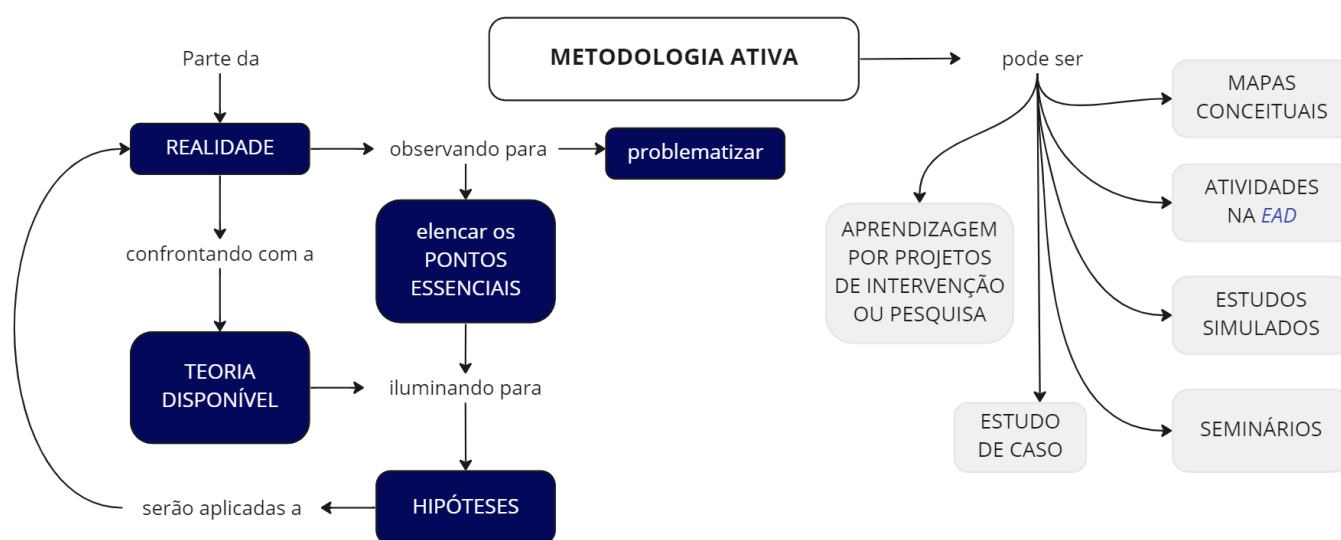 METODOLOGIA ATIVA
Parte da
REALIDADE
observando para
problematizar
elencar os
PONTOS
ESSENCIAIS
confrontando com a
TEORIA
DISPONÍVEL
iluminando para
HIPÓTESES
serão aplicadas a
pode ser
MAPAS
CONCEITUAIS
ATIVIDADES
NA EAD
ESTUDOS
SIMULADOS
SEMINÁRIOS
ESTUDO
DE CASO
APRENDIZAGEM
POR PROJETOS
DE INTERVENÇÃO
OU PESQUISA